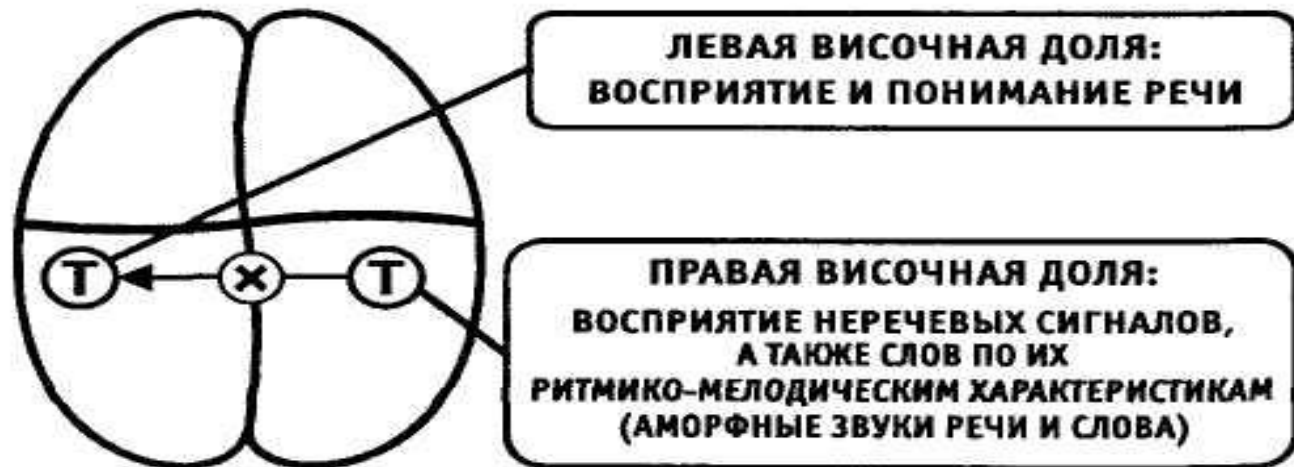 ЛЕВАЯ ВИСОЧНАЯ ДОЛЯ:
ВОСПРИЯТИЕ И ПОНИМАНИЕ РЕЧИ
Т
×
Т
ПРАВАЯ ВИСОЧНАЯ ДОЛЯ:
ВОСПРИЯТИЕ НЕРЕЧЕВЫХ СИГНАЛОВ,
А ТАКЖЕ СЛОВ ПО ИХ
РИТМИКО-МЕЛОДИЧЕСКИМ ХАРАКТЕРИСТИКАМ
(АМОРФНЫЕ ЗВУКИ РЕЧИ И СЛОВА)